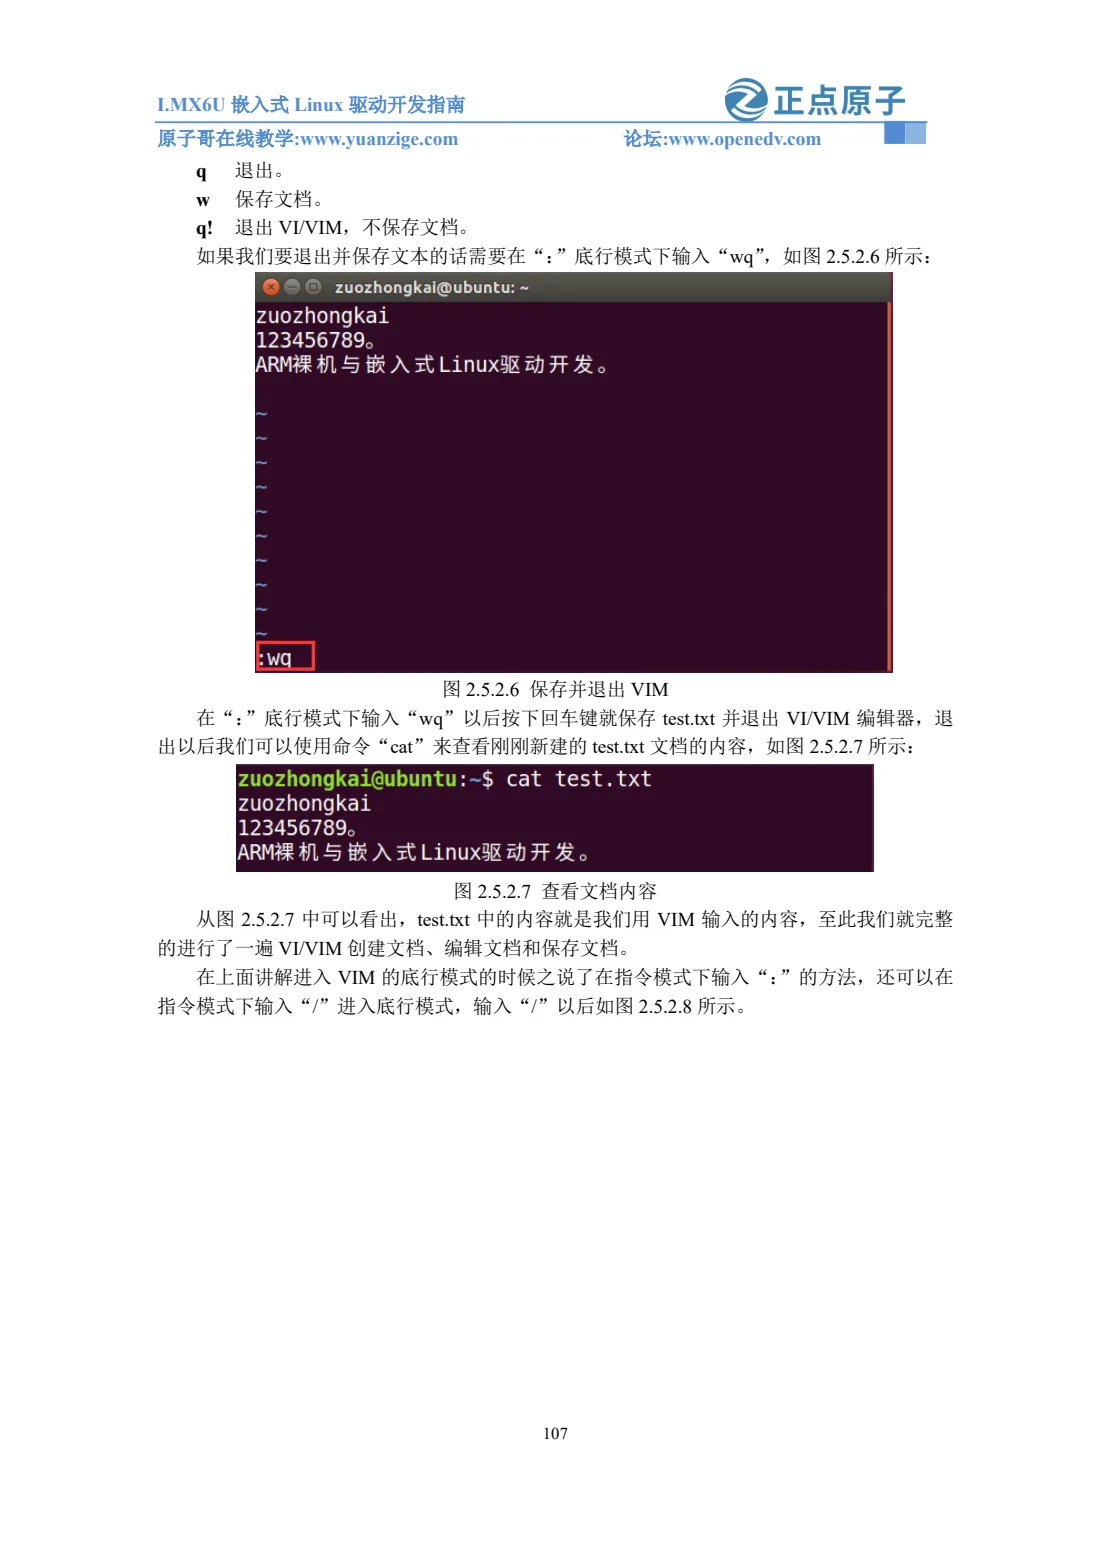 正点原子
I.MX6U 嵌入式 Linux 驱动开发指南
原子哥在线教学:www.yuanzige.com 论坛:www.openedv.com
q 退出。
w 保存文档。
q! 退出 VI/VIM，不保存文档。
如果我们要退出并保存文本的话需要在“：”底行模式下输入“wq”，如图 2.5.2.6 所示：
zuozhongkai@ubuntu: ~
zuozhongkai
123456789。
ARM裸机与嵌入式Linux驱动开发。
~
~
~
~
~
~
~
~
~
~
:wq
图 2.5.2.6 保存并退出 VIM
在“：”底行模式下输入“wq”以后按下回车键就保存 test.txt 并退出 VI/VIM 编辑器，退
出以后我们可以使用命令“cat”来查看刚刚新建的 test.txt 文档的内容，如图 2.5.2.7 所示：
zuozhongkai@ubuntu:~$ cat test.txt
zuozhongkai
123456789。
ARM裸机与嵌入式Linux驱动开发。
图 2.5.2.7 查看文档内容
从图 2.5.2.7 中可以看出，test.txt 中的内容就是我们用 VIM 输入的内容，至此我们就完整
的进行了一遍 VI/VIM 创建文档、编辑文档和保存文档。
在上面讲解进入 VIM 的底行模式的时候之说了在指令模式下输入“：”的方法，还可以在
指令模式下输入“/”进入底行模式，输入“/”以后如图 2.5.2.8 所示。
107